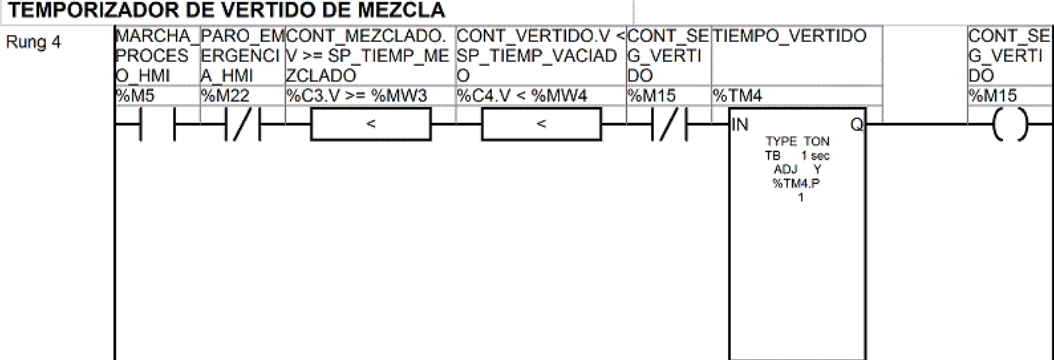 TEMPORIZADOR DE VERTIDO DE MEZCLA
Rung 4
MARCHA_
PROCES
O_HMI
%M5
PARO_EM
ERGENCI
A_HMI
%M22
CONT_MEZCLADO.
V >= SP_TIEMP_ME
ZCLADO
%C3.V >= %MW3
<
CONT_VERTIDO.V <
SP_TIEMP_VACIAD
O
%C4.V < %MW4
<
CONT_SE
G_VERTI
DO
%M15
TIEMPO_VERTIDO
%TM4
IN Q
TYPE TON
TB 1 sec
ADJ Y
%TM4.P
1
CONT_SE
G_VERTI
DO
%M15